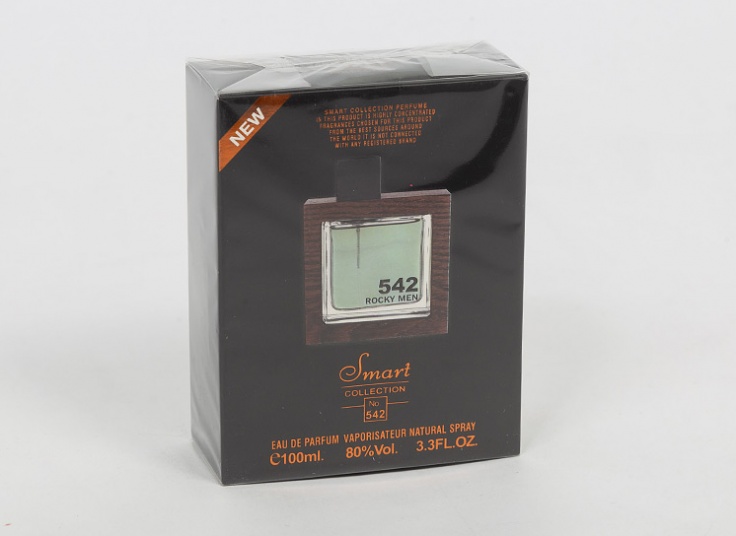 NEW
SMART COLLECTION PERFUME
IN THIS PRODUCT IS HIGHLY CONCENTRATED
FRAGRANCES CHOSEN FOR THIS PRODUCT
FROM THE BEST SOURCES AROUND
THE WORLD IT IS NOT CONNECTED
WITH ANY REGISTERED BRAND
542
ROCKY MEN
Smart
COLLECTION
No
542
EAU DE PARFUM VAPORISATEUR NATURAL SPRAY
℮100ml. 80%Vol. 3.3FL.OZ.